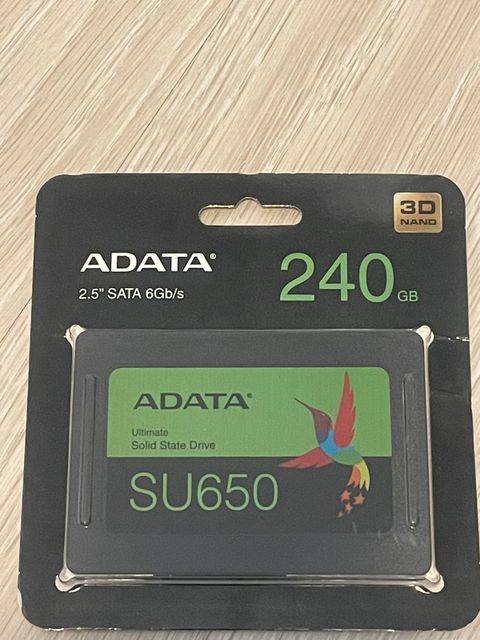 3D
NAND
ADATA®
2.5" SATA 6Gb/s
240GB
ADATA®
Ultimate
Solid State Drive
SU650